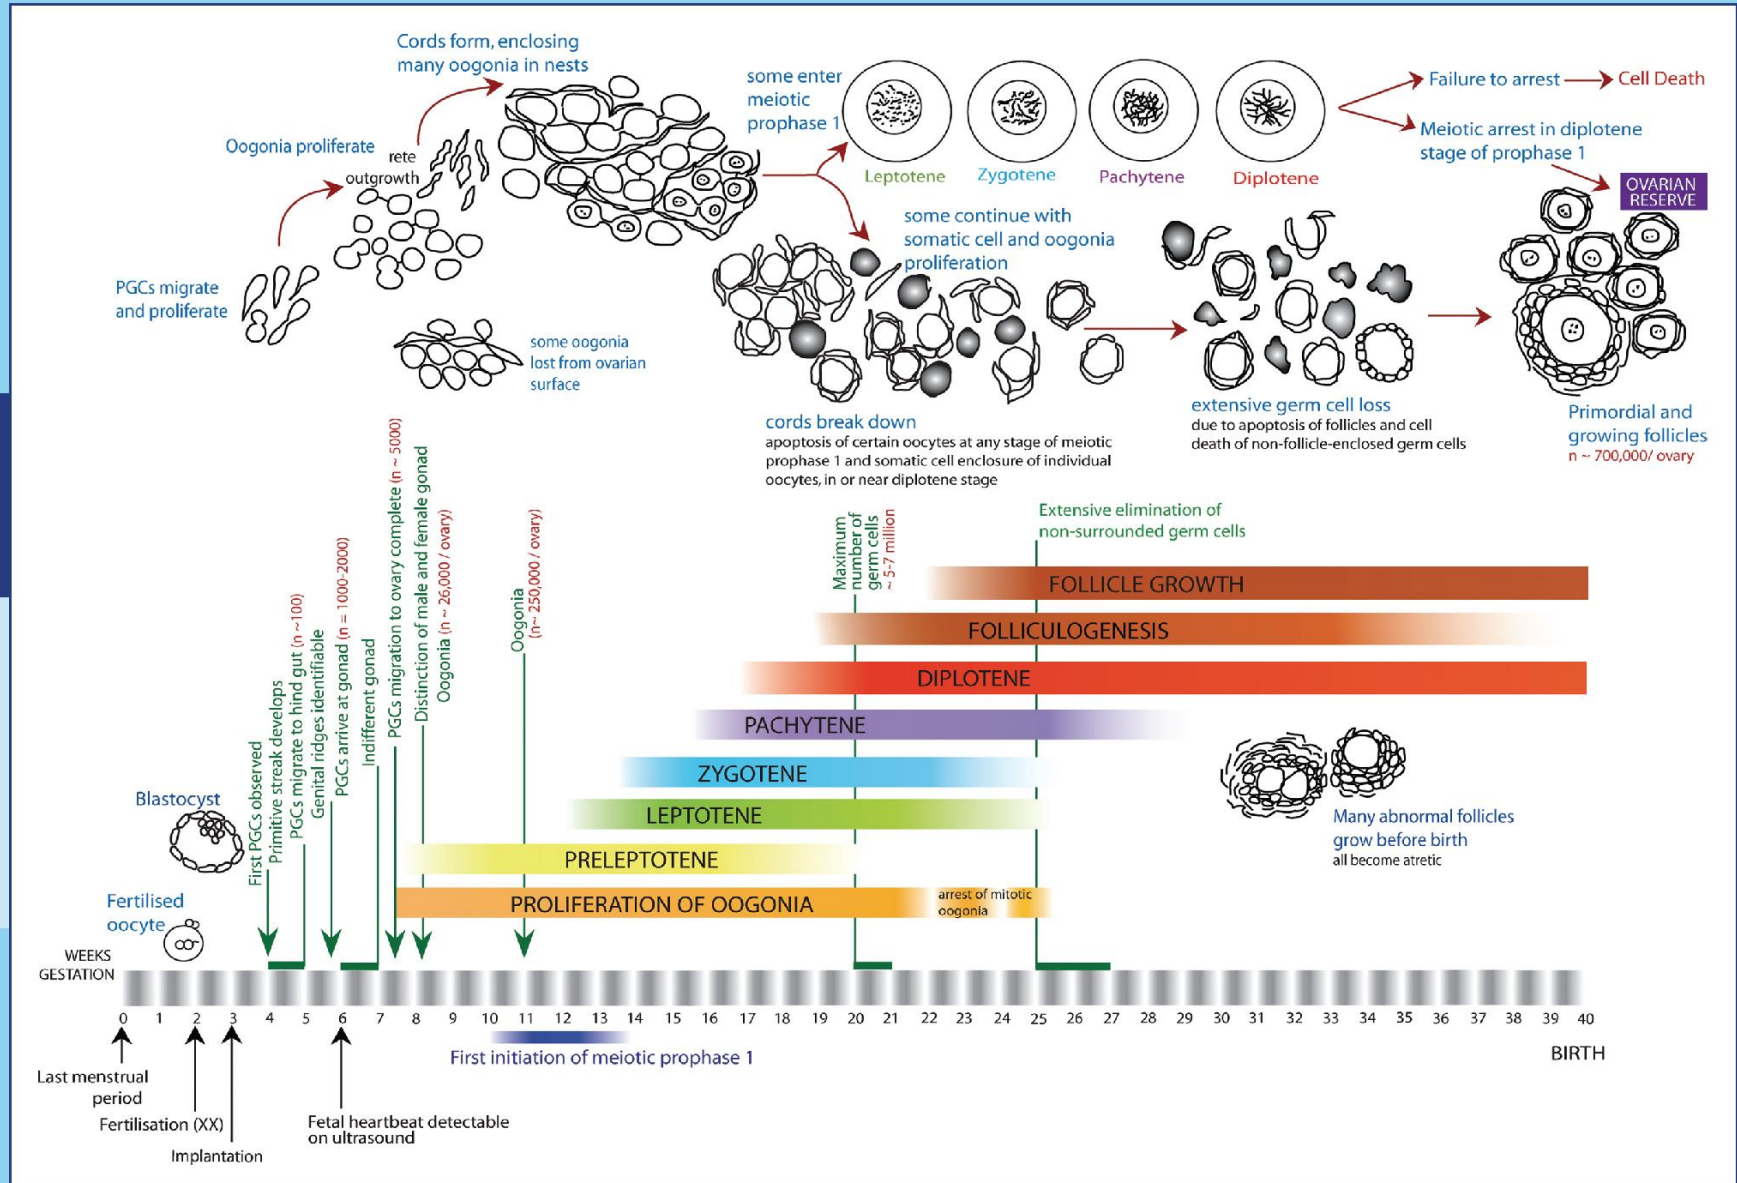 Cords form, enclosing
many oogonia in nests
Oogonia proliferate
rete
outgrowth
PGCs migrate
and proliferate
some oogonia
lost from ovarian
surface
some enter
meiotic
prophase 1
Leptotene
Zygotene
Pachytene
Diplotene
Failure to arrest
Cell Death
Meiotic arrest in diplotene
stage of prophase 1
OVARIAN
RESERVE
some continue with
somatic cell and oogonia
proliferation
cords break down
apoptosis of certain oocytes at any stage of meiotic
prophase 1 and somatic cell enclosure of individual
oocytes, in or near diplotene stage
extensive germ cell loss
due to apoptosis of follicles and cell
death of non-follicle-enclosed germ cells
Primordial and
growing follicles
n ~ 700,000/ ovary
First PGCs observed
Primitive streak develops
PGCs migrate to hind gut (n ~100)
Genital ridges identifiable
PGCs arrive at gonad (n = 1000-2000)
Indifferent gonad
PGCs migration to ovary complete (n ~ 5000)
Distinction of male and female gonad
Oogonia (n ~ 26,000 / ovary)
Oogonia
(n~ 250,000 / ovary)
Maximum
number of
germ cells
~ 5-7 million
Extensive elimination of
non-surrounded germ cells
FOLLICLE GROWTH
FOLLICULOGENESIS
DIPLOTENE
PACHYTENE
ZYGOTENE
LEPTOTENE
PRELEPTOTENE
PROLIFERATION OF OOGONIA
arrest of mitotic
oogonia
Many abnormal follicles
grow before birth
all become atretic
Blastocyst
Fertilised
oocyte
WEEKS
GESTATION
0 1 2 3 4 5 6 7 8 9 10 11 12 13 14 15 16 17 18 19 20 21 22 23 24 25 26 27 28 29 30 31 32 33 34 35 36 37 38 39 40
First initiation of meiotic prophase 1
BIRTH
Last menstrual
period
Fertilisation (XX)
Implantation
Fetal heartbeat detectable
on ultrasound